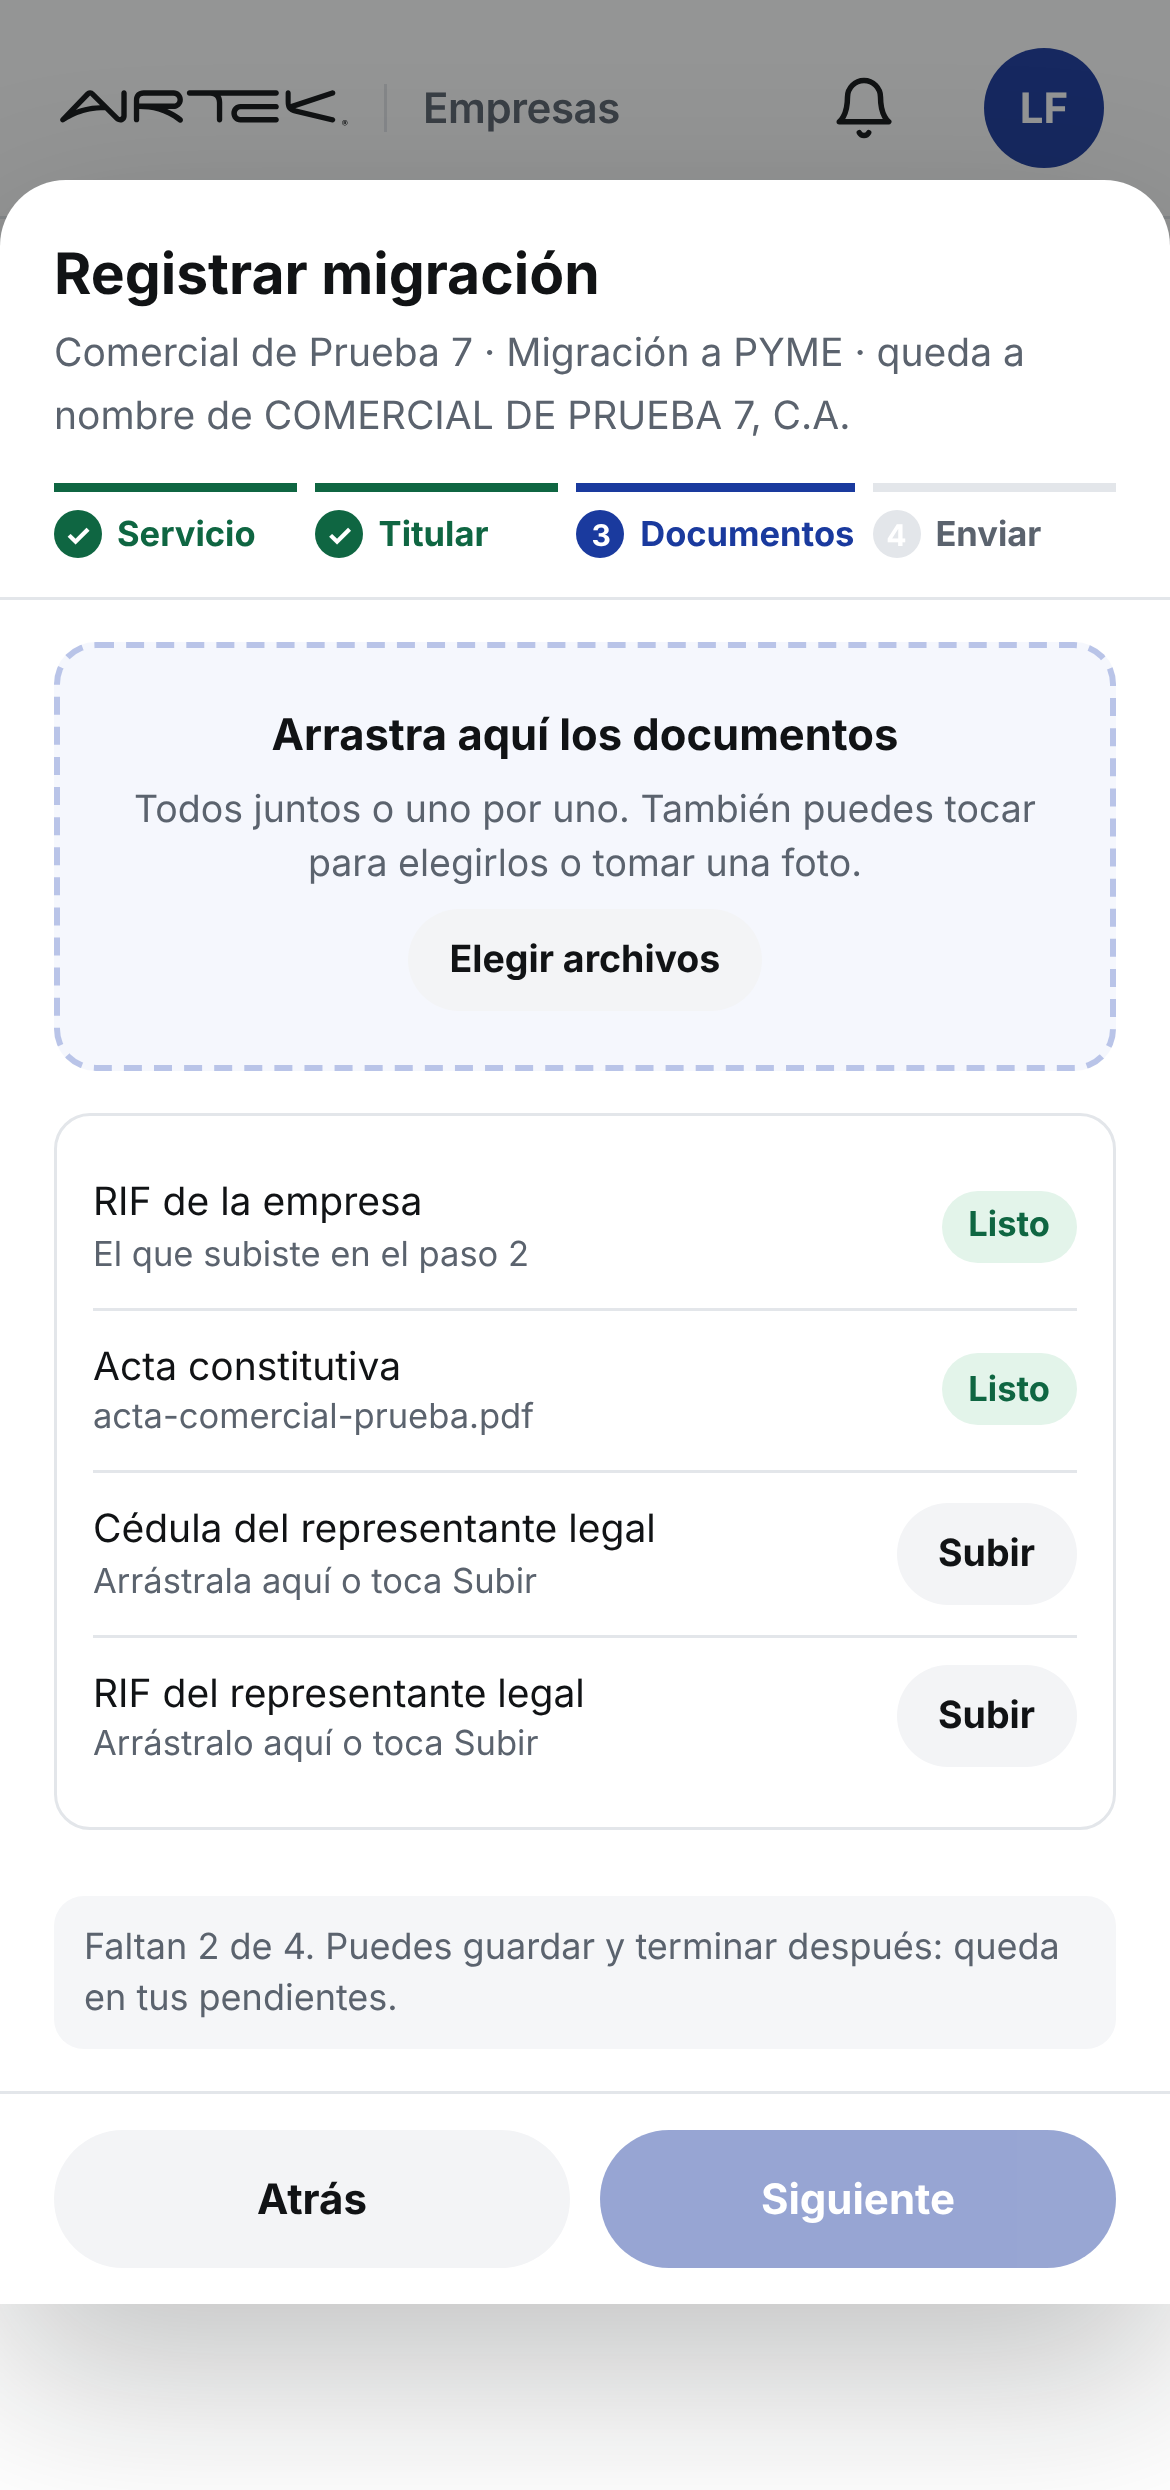 AIRTEK
Empresas
LF
Registrar migración
Comercial de Prueba 7 · Migración a PYME · queda a
nombre de COMERCIAL DE PRUEBA 7, C.A.
Servicio
Titular
3 Documentos
4 Enviar
Arrastra aquí los documentos
Todos juntos o uno por uno. También puedes tocar
para elegirlos o tomar una foto.
Elegir archivos
RIF de la empresa
El que subiste en el paso 2
Listo
Acta constitutiva
acta-comercial-prueba.pdf
Listo
Cédula del representante legal
Arrástrala aquí o toca Subir
Subir
RIF del representante legal
Arrástralo aquí o toca Subir
Subir
Faltan 2 de 4. Puedes guardar y terminar después: queda
en tus pendientes.
Atrás
Siguiente